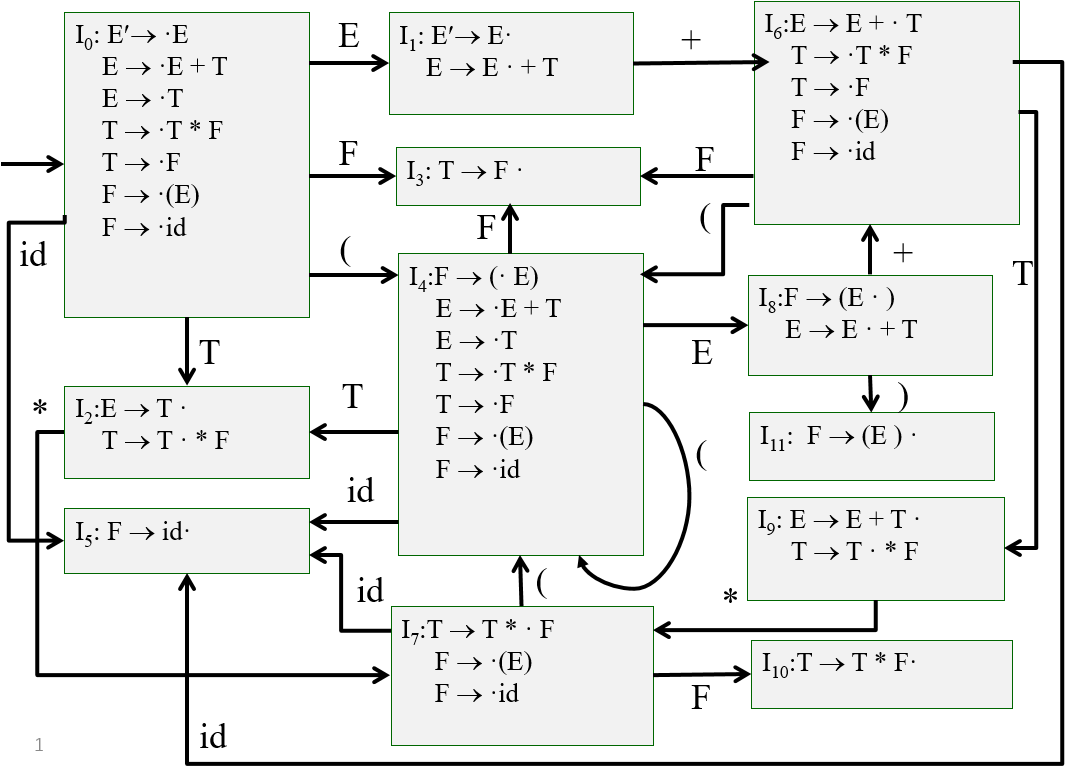 I₀: E′→ ·E
E → ·E + T
E → ·T
T → ·T * F
T → ·F
F → ·(E)
F → ·id
E
I₁: E′→ E·
E → E · + T
+
I₆:E → E + · T
T → ·T * F
T → ·F
F → ·(E)
F → ·id
F
I₃: T → F ·
F
(
id
(
F
I₄:F → (· E)
E → ·E + T
E → ·T
T → ·T * F
T → ·F
F → ·(E)
F → ·id
E
+
T
I₈:F → (E · )
E → E · + T
T
)
*
I₂:E → T ·
T → T · * F
T
I₁₁: F → (E ) ·
(
id
I₅: F → id·
I₉: E → E + T ·
T → T · * F
id
(
*
I₇:T → T * · F
F → ·(E)
F → ·id
F
I₁₀:T → T * F·
id
1